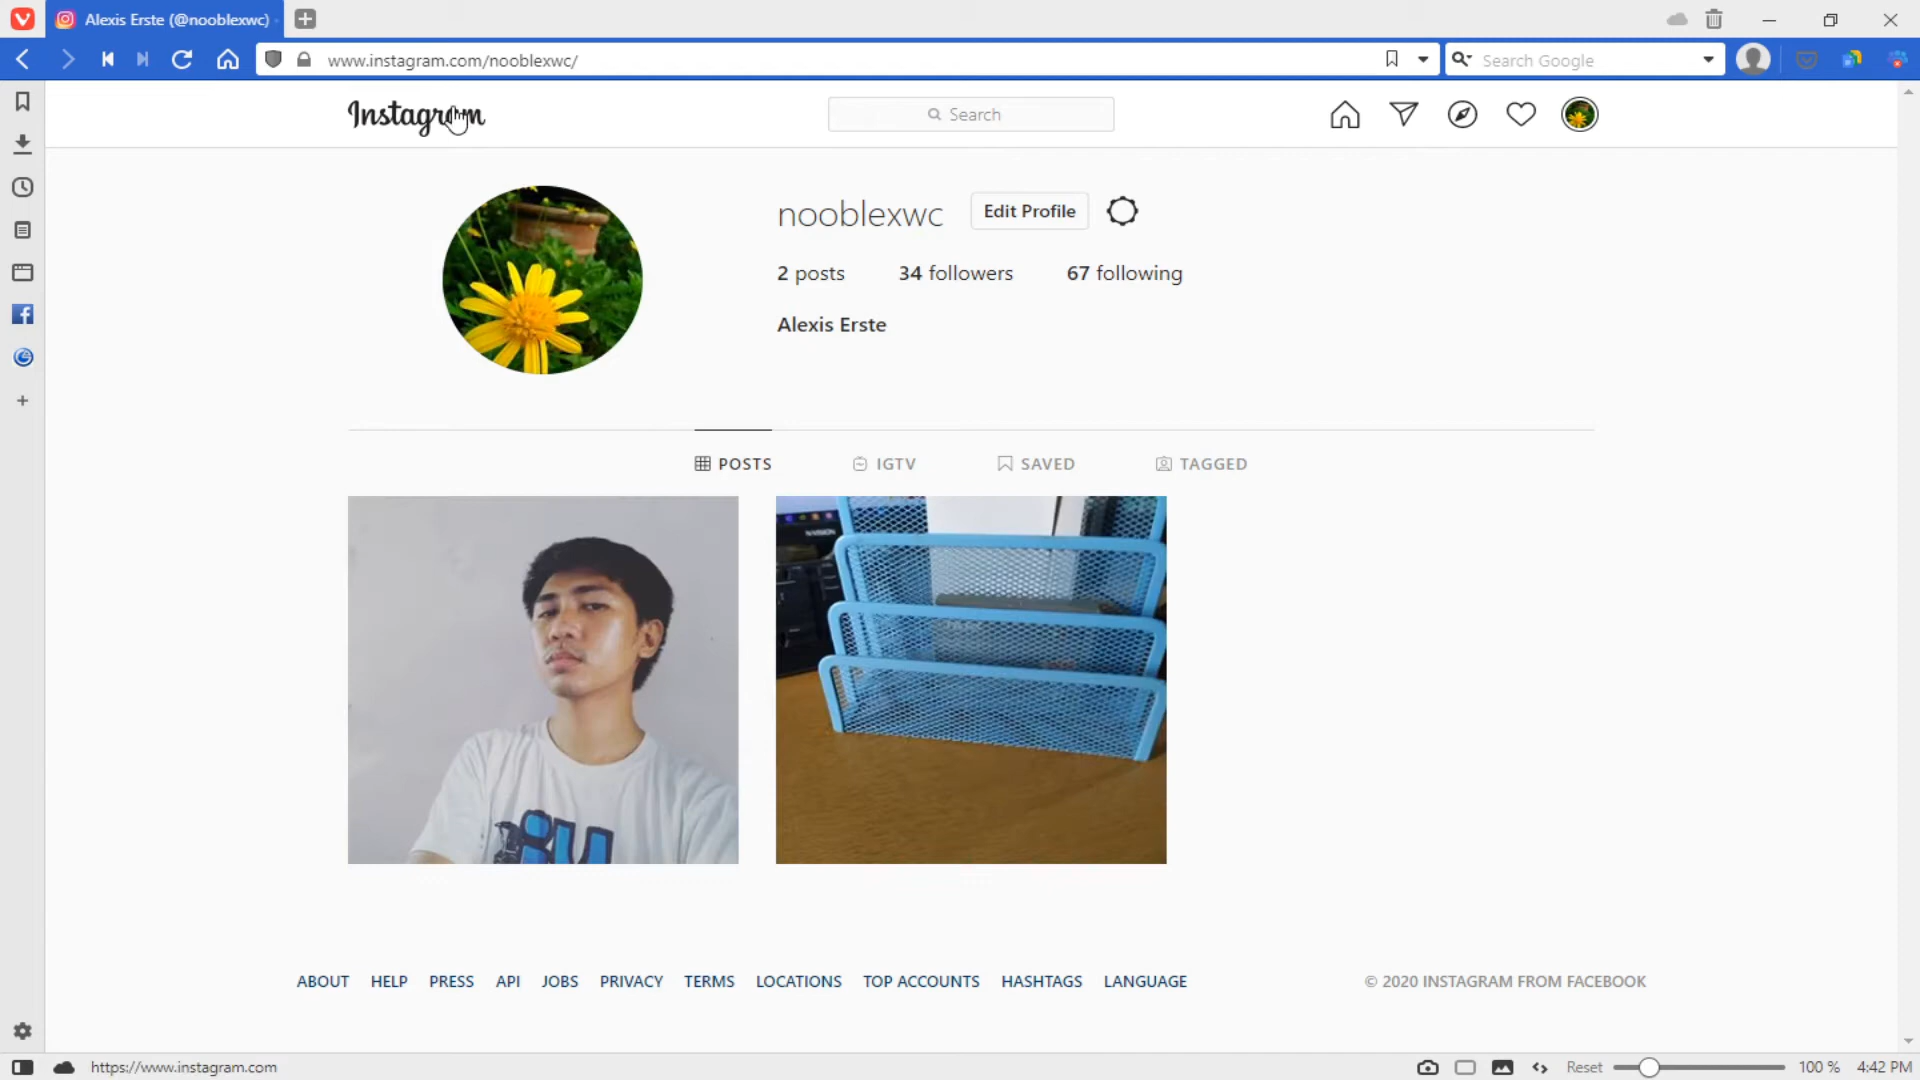 Alexis Erste (@nooblexwc)
www.instagram.com/nooblexwc/
Search Google
Instagram
Search
nooblexwc
Edit Profile
2 posts 34 followers 67 following
Alexis Erste
POSTS IGTV SAVED TAGGED
NVISION
ABOUT HELP PRESS API JOBS PRIVACY TERMS LOCATIONS TOP ACCOUNTS HASHTAGS LANGUAGE
© 2020 INSTAGRAM FROM FACEBOOK
https://www.instagram.com
Reset 100 % 4:42 PM